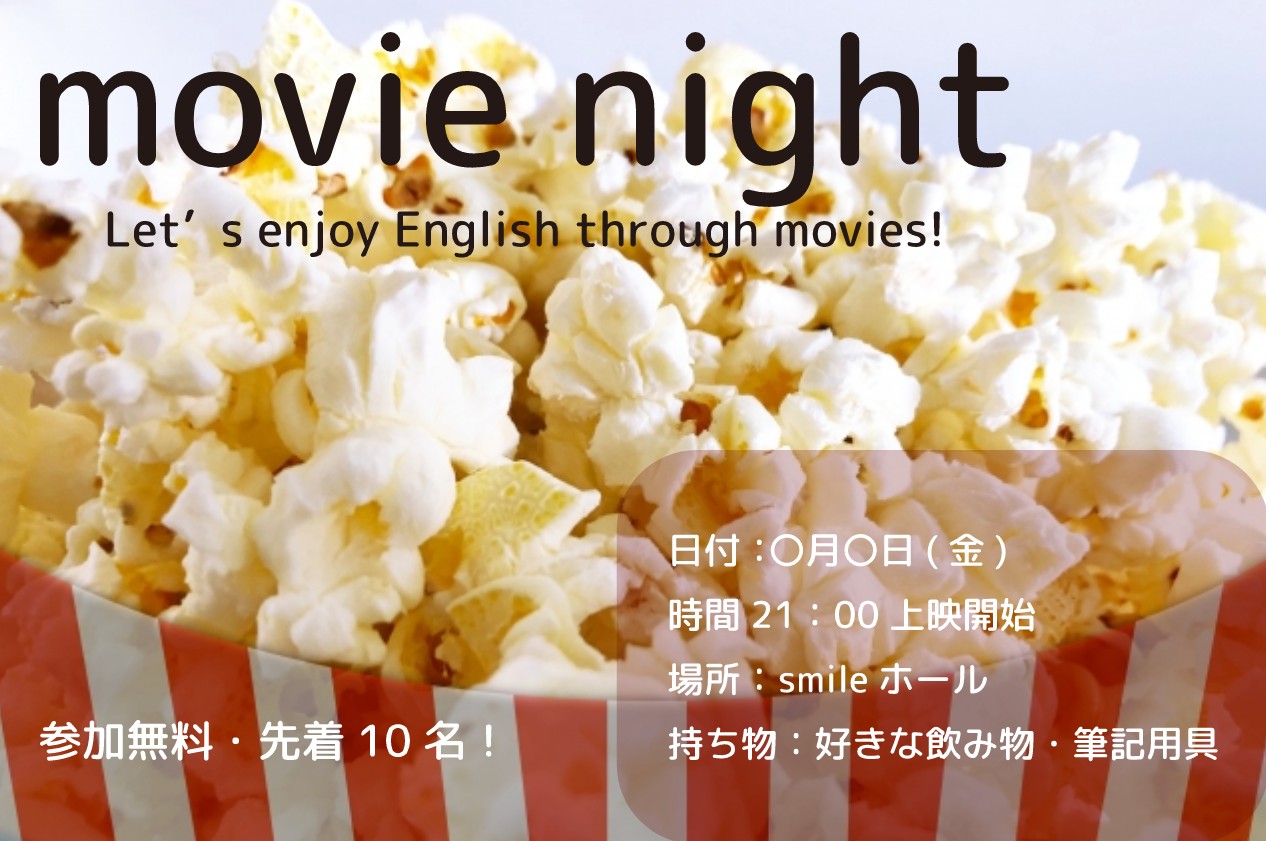 movie night
Let’s enjoy English through movies!
日付：〇月〇日(金)
時間 21：00 上映開始
場所：smile ホール
持ち物：好きな飲み物・筆記用具
参加無料・先着 10 名！